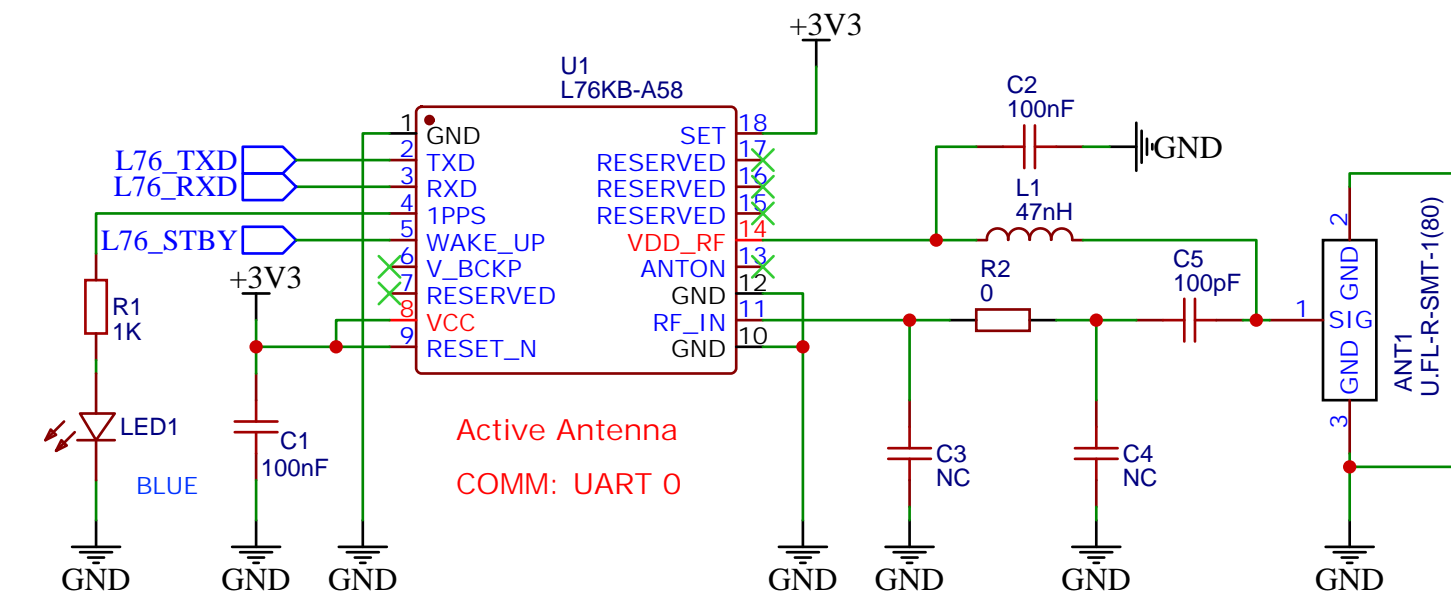 +3V3
U1
L76KB-A58
C2
100nF
GND
L76_TXD
L76_RXD
L76_STBY
1 GND
2 TXD
3 RXD
4 1PPS
5 WAKE_UP
6 V_BCKP
7 RESERVED
8 VCC
9 RESET_N
SET 18
RESERVED 17
RESERVED 16
RESERVED 15
VDD_RF 14
ANTON 13
GND 12
RF_IN 11
GND 10
L1
47nH
R2
0
C5
100pF
2
GND
1
SIG
GND
3
ANT1
U.FL-R-SMT-1(80)
+3V3
R1
1K
LED1
BLUE
C1
100nF
Active Antenna
COMM: UART 0
C3
NC
C4
NC
GND
GND
GND
GND
GND
GND
GND